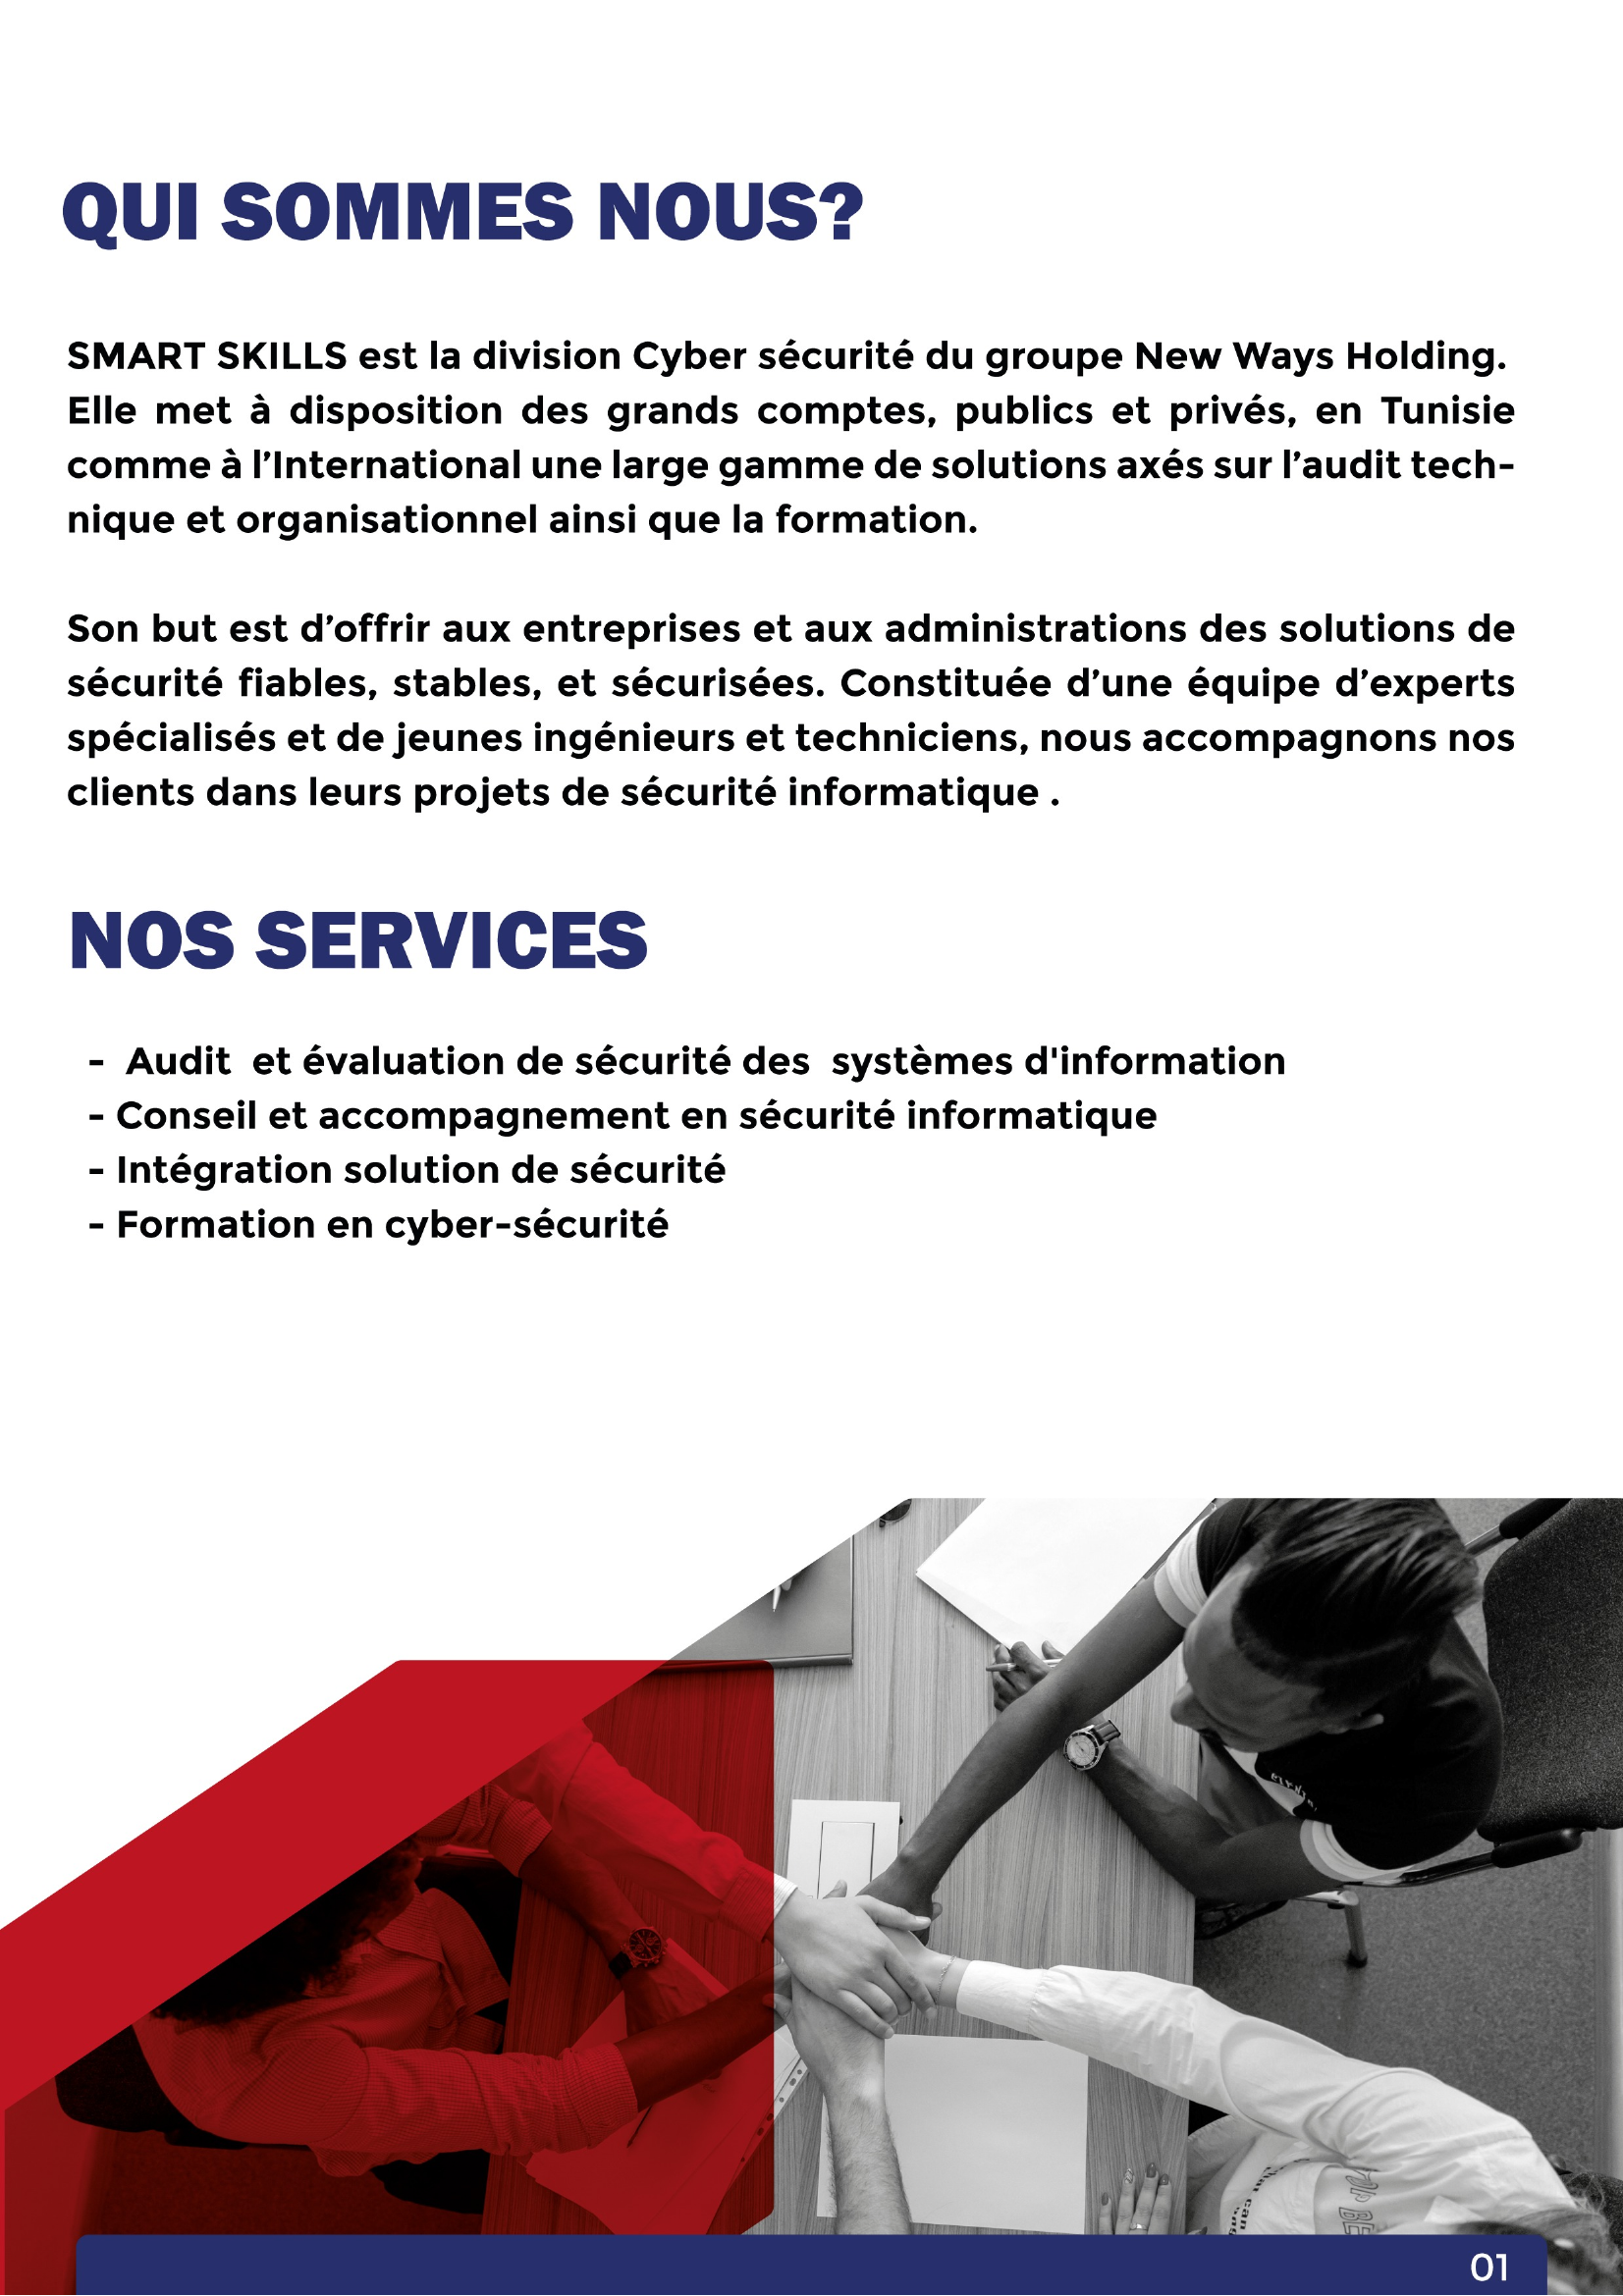 QUI SOMMES NOUS?
SMART SKILLS est la division Cyber sécurité du groupe New Ways Holding.
Elle met à disposition des grands comptes, publics et privés, en Tunisie
comme à l’International une large gamme de solutions axés sur l’audit tech-
nique et organisationnel ainsi que la formation.
Son but est d’offrir aux entreprises et aux administrations des solutions de
sécurité fiables, stables, et sécurisées. Constituée d’une équipe d’experts
spécialisés et de jeunes ingénieurs et techniciens, nous accompagnons nos
clients dans leurs projets de sécurité informatique .
NOS SERVICES
- Audit et évaluation de sécurité des systèmes d'information
- Conseil et accompagnement en sécurité informatique
- Intégration solution de sécurité
- Formation en cyber-sécurité
01